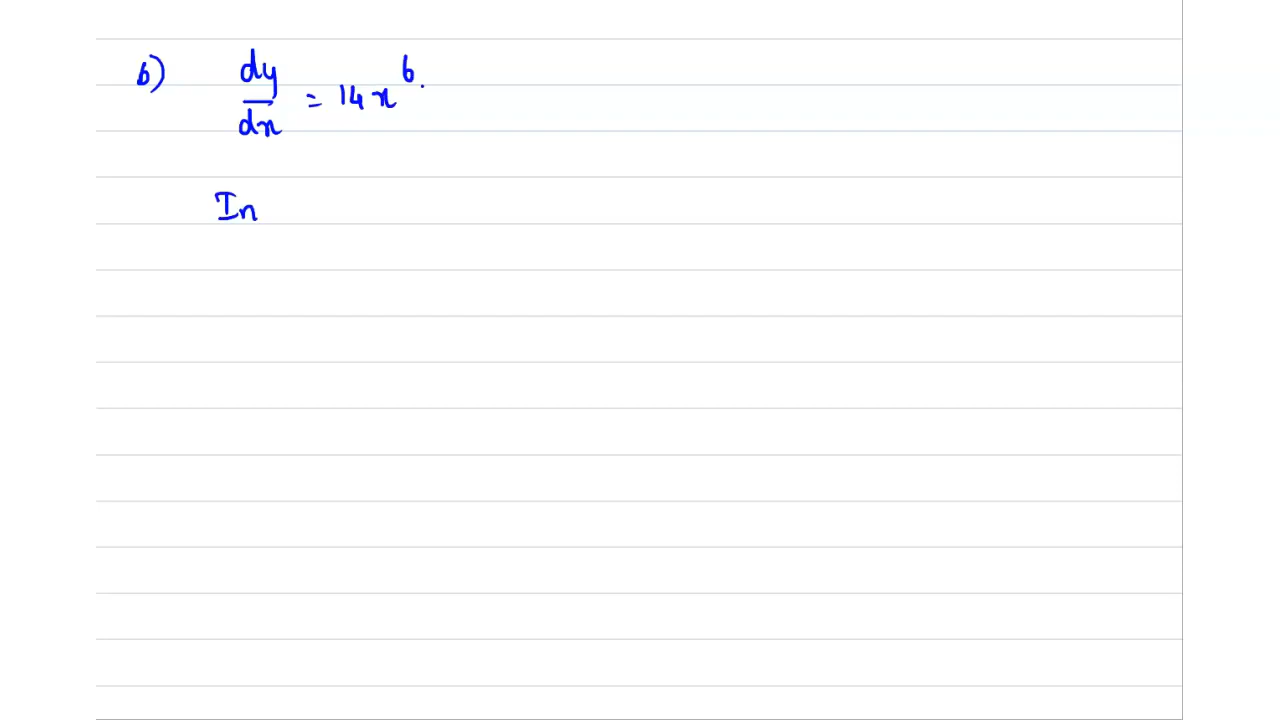 b) dy/dx = 14x^6.
In